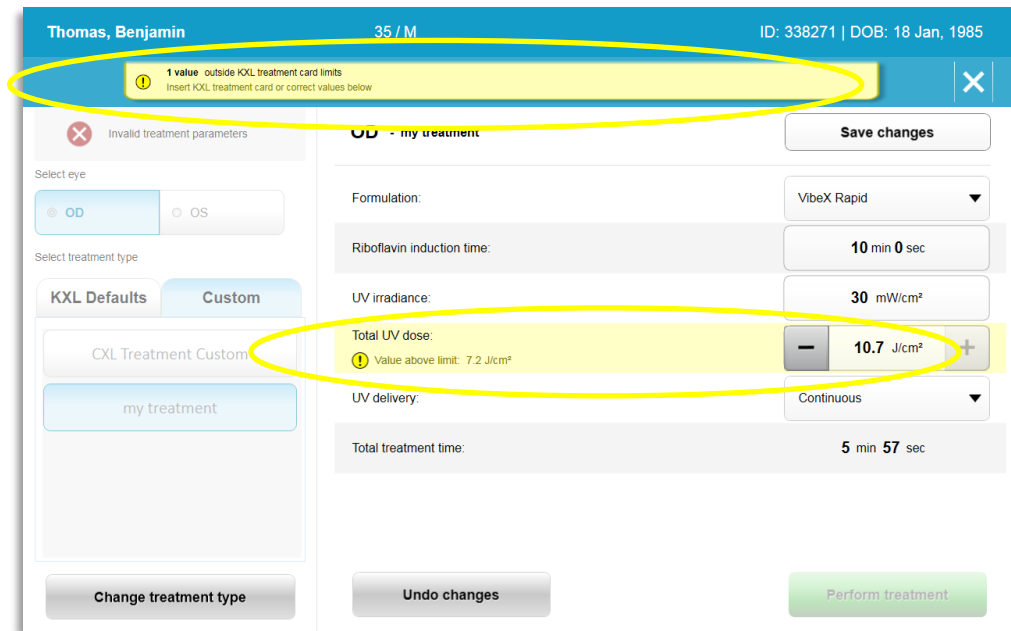 Thomas, Benjamin 35 / M ID: 338271 | DOB: 18 Jan, 1985
1 value outside KXL treatment card limits
Insert KXL treatment card or correct values below
Invalid treatment parameters
OD - my treatment
Save changes
Select eye
OD
OS
Select treatment type
KXL Defaults
Custom
CXL Treatment Custom
my treatment
Change treatment type
Formulation: VibeX Rapid
Riboflavin induction time: 10 min 0 sec
UV irradiance: 30 mW/cm²
Total UV dose: 10.7 J/cm²
Value above limit: 7.2 J/cm²
UV delivery: Continuous
Total treatment time: 5 min 57 sec
Undo changes
Perform treatment